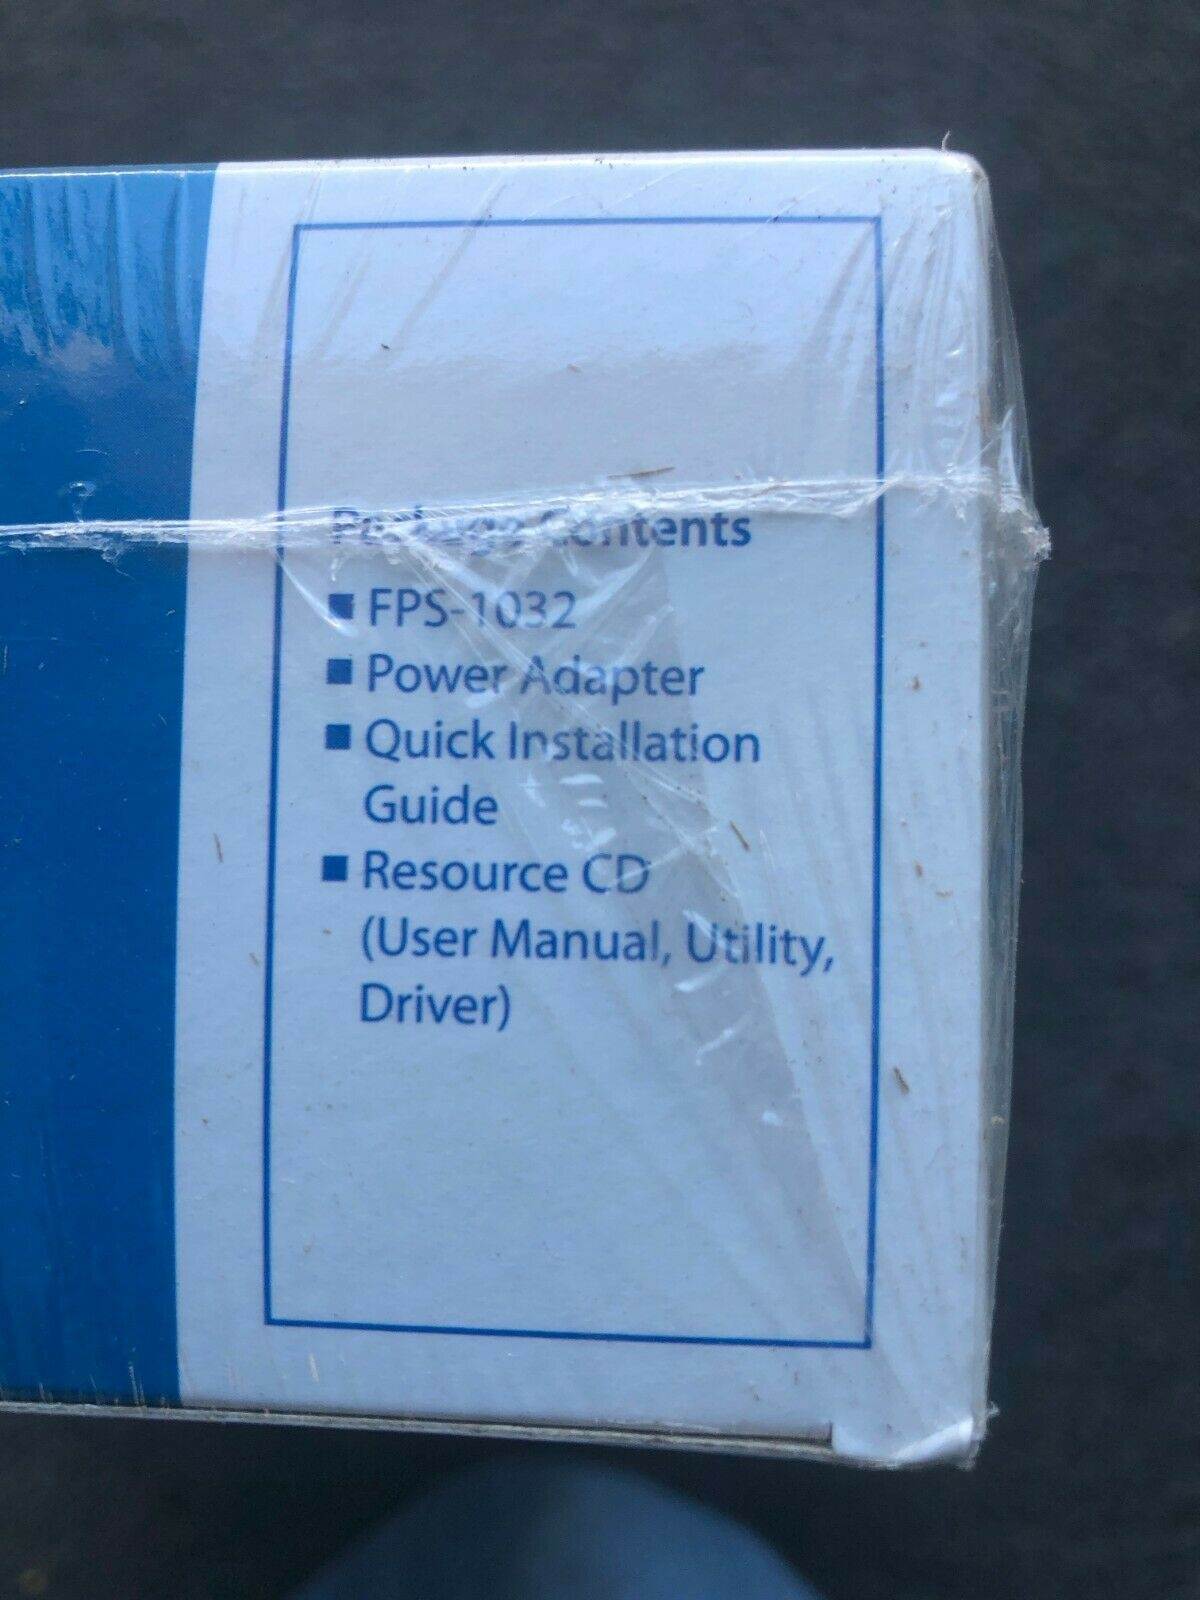 Package Contents
■ FPS-1032
■ Power Adapter
■ Quick Installation
Guide
■ Resource CD
(User Manual, Utility,
Driver)